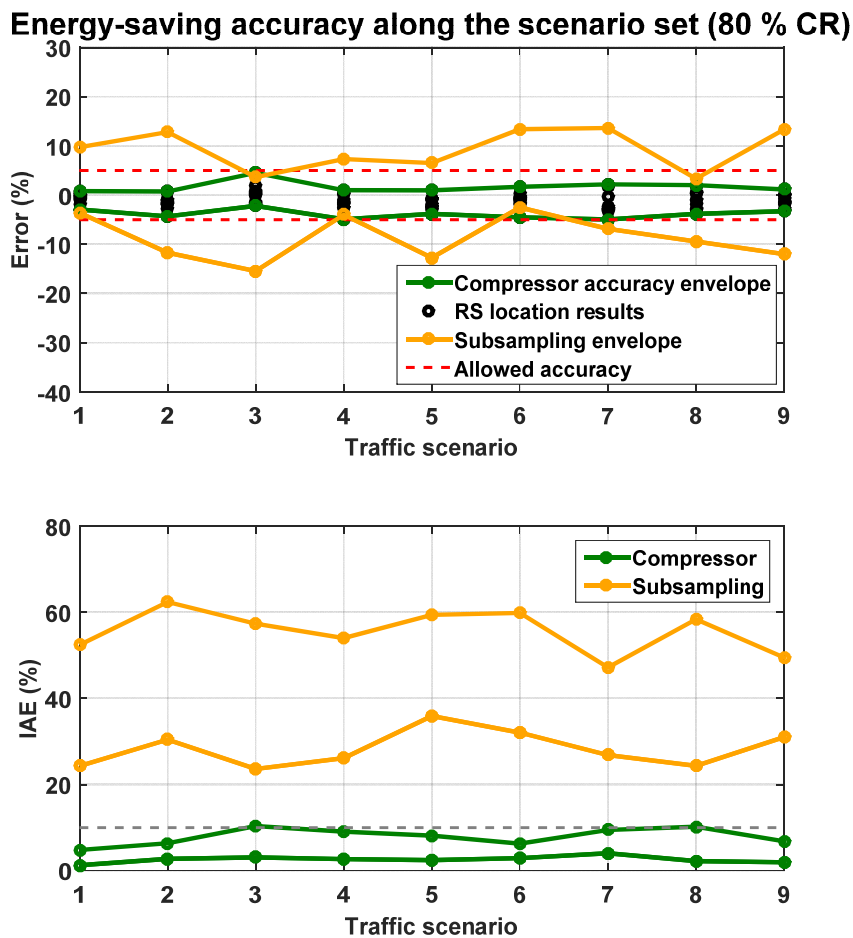 Energy-saving accuracy along the scenario set (80 % CR)
30
20
10
0
-10
-20
-30
-40
Error (%)
Compressor accuracy envelope
RS location results
Subsampling envelope
Allowed accuracy
1 2 3 4 5 6 7 8 9
Traffic scenario
80
60
40
20
0
IAE (%)
Compressor
Subsampling
1 2 3 4 5 6 7 8 9
Traffic scenario